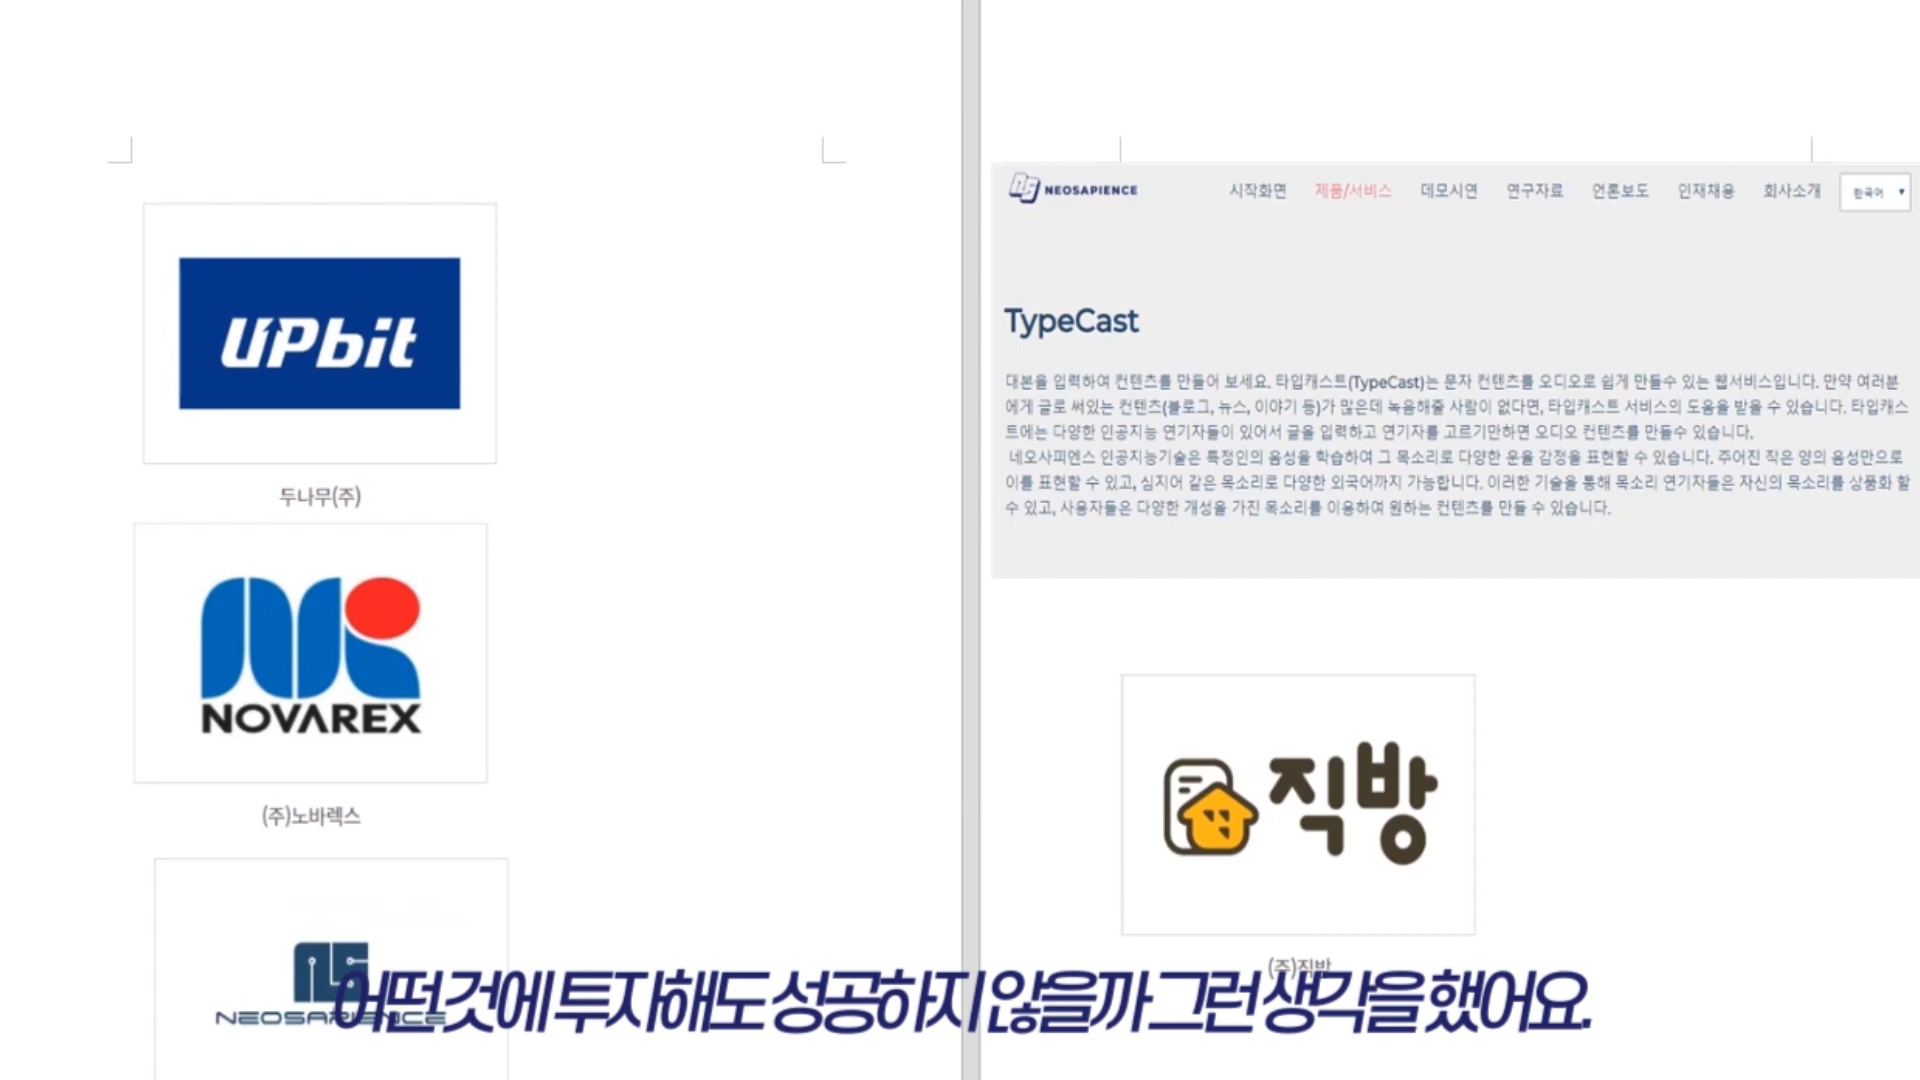 UPbit
두나무(주)
NOVAREX
(주)노바렉스
NEOSAPIENCE
NEOSAPIENCE
시작화면 제품/서비스 데모시연 연구자료 언론보도 인재채용 회사소개 한국어
TypeCast
대본을 입력하여 컨텐츠를 만들어 보세요. 타입캐스트(TypeCast)는 문자 컨텐츠를 오디오로 쉽게 만들수 있는 웹서비스입니다. 만약 여러분
에게 글로 써있는 컨텐츠(블로그, 뉴스, 이야기 등)가 많은데 녹음해줄 사람이 없다면, 타입캐스트 서비스의 도움을 받을 수 있습니다. 타입캐스
트에는 다양한 인공지능 연기자들이 있어서 글을 입력하고 연기자를 고르기만하면 오디오 컨텐츠를 만들수 있습니다.
네오사피엔스 인공지능기술은 특정인의 음성을 학습하여 그 목소리로 다양한 운율 감정을 표현할 수 있습니다. 주어진 작은 양의 음성만으로
이를 표현할 수 있고, 심지어 같은 목소리로 다양한 외국어까지 가능합니다. 이러한 기술을 통해 목소리 연기자들은 자신의 목소리를 상품화 할
수 있고, 사용자들은 다양한 개성을 가진 목소리를 이용하여 원하는 컨텐츠를 만들 수 있습니다.
직방
(주)직방
어떤 것에 투자해도 성공하지 않을까 그런 생각을 했어요.